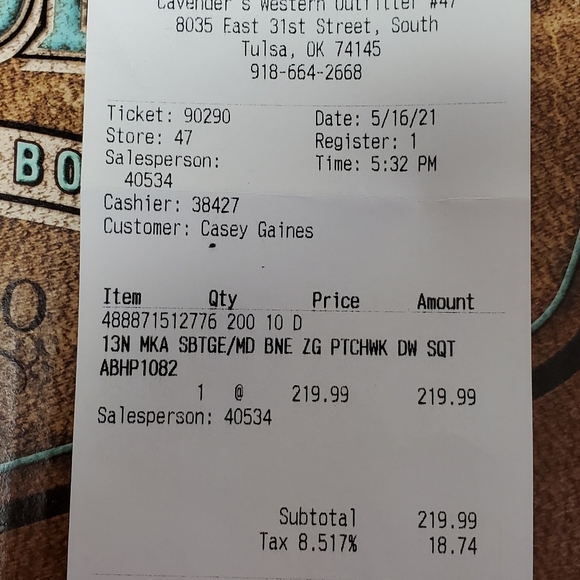 Cavender's Western Outfitter #47
8035 East 31st Street, South
Tulsa, OK 74145
918-664-2668
Ticket: 90290 Date: 5/16/21
Store: 47 Register: 1
Salesperson: Time: 5:32 PM
40534
Cashier: 38427
Customer: Casey Gaines
Item Qty Price Amount
488871512776 200 10 D
13N MKA SBTGE/MD BNE ZG PTCHWK DW SQT
ABHP1082
1 @ 219.99 219.99
Salesperson: 40534
Subtotal 219.99
Tax 8.517% 18.74
BO